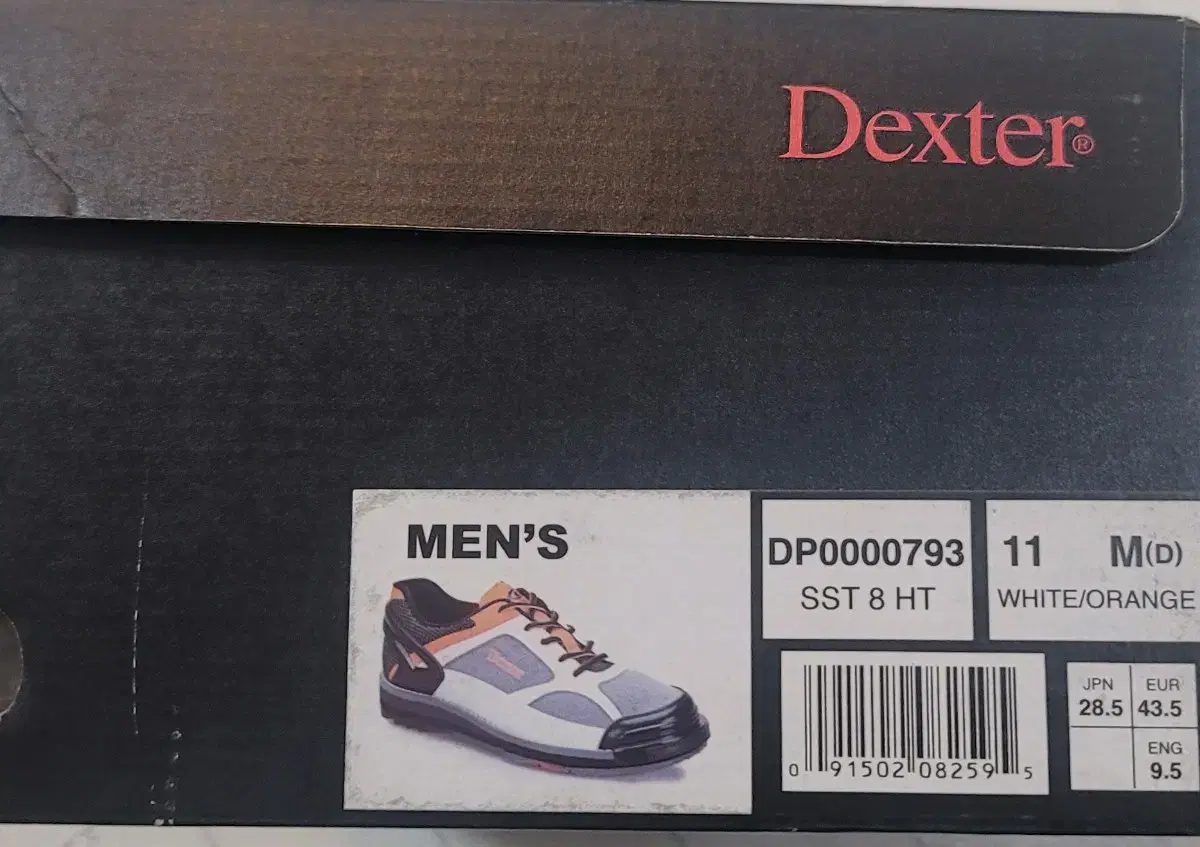 Dexter®
MEN'S
DP0000793
SST 8 HT
11 M(D)
WHITE/ORANGE
0 91502 08259 5
JPN
28.5
EUR
43.5
ENG
9.5